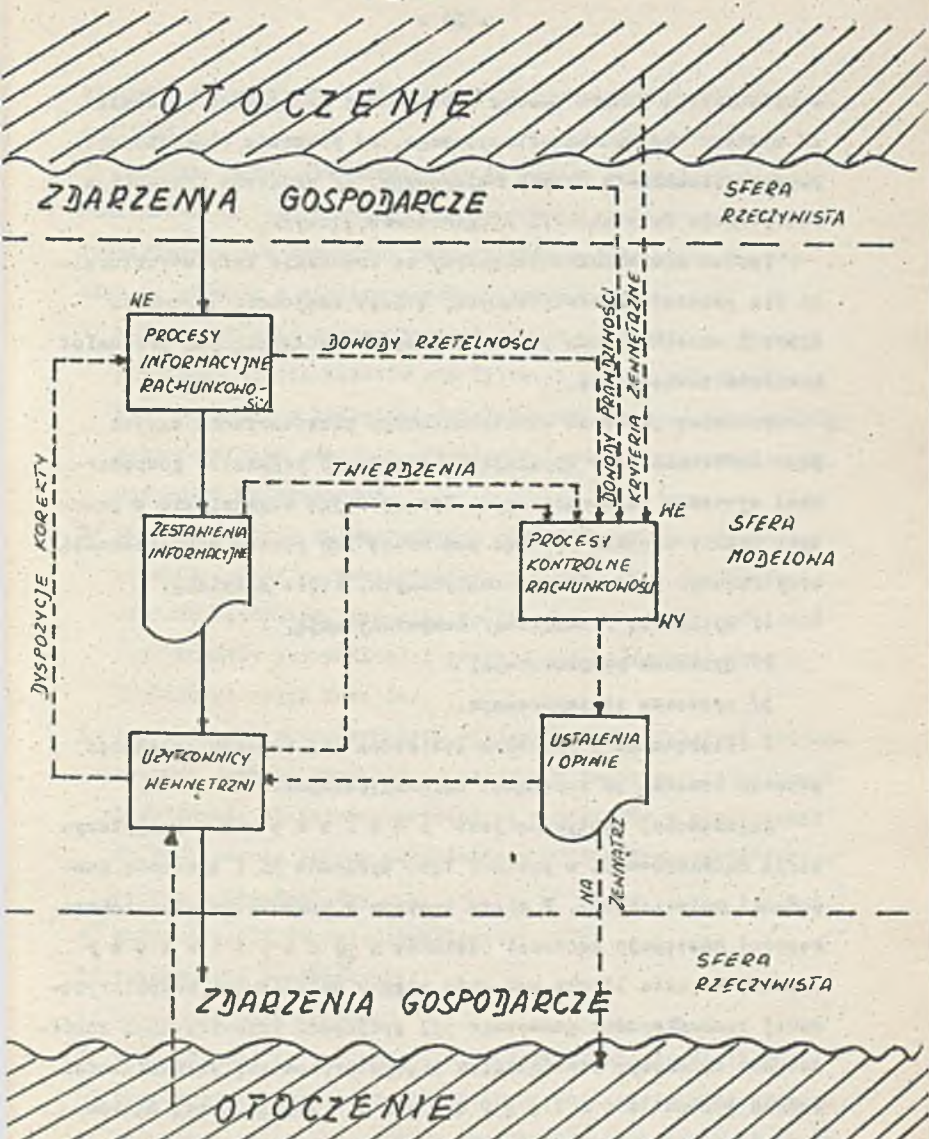 OTOCZENIE
ZDARZENIA GOSPODARCZE
SFERA
RZECZYWISTA
WE
PROCESY
INFORMACYJNE
RACHUNKOWO-
ŚCI
DOWODY RZETELNOŚCI
DOWODY PRAWDZIWOŚCI
KRYTERIA ZEWNĘTRZNE
DYSPOZYCJE KOREKTY
TWIERDZENIA
ZESTAWIENIA
INFORMACYJNE
WE
PROCESY
KONTROLNE
RACHUNKOWOŚCI
WY
SFERA
MODELOWA
UŻYTKOWNICY
WEWNĘTRZNI
USTALENIA
I OPINIE
NA
ZEWNĄTRZ
SFERA
RZECZYWISTA
ZDARZENIA GOSPODARCZE
OTOCZENIE